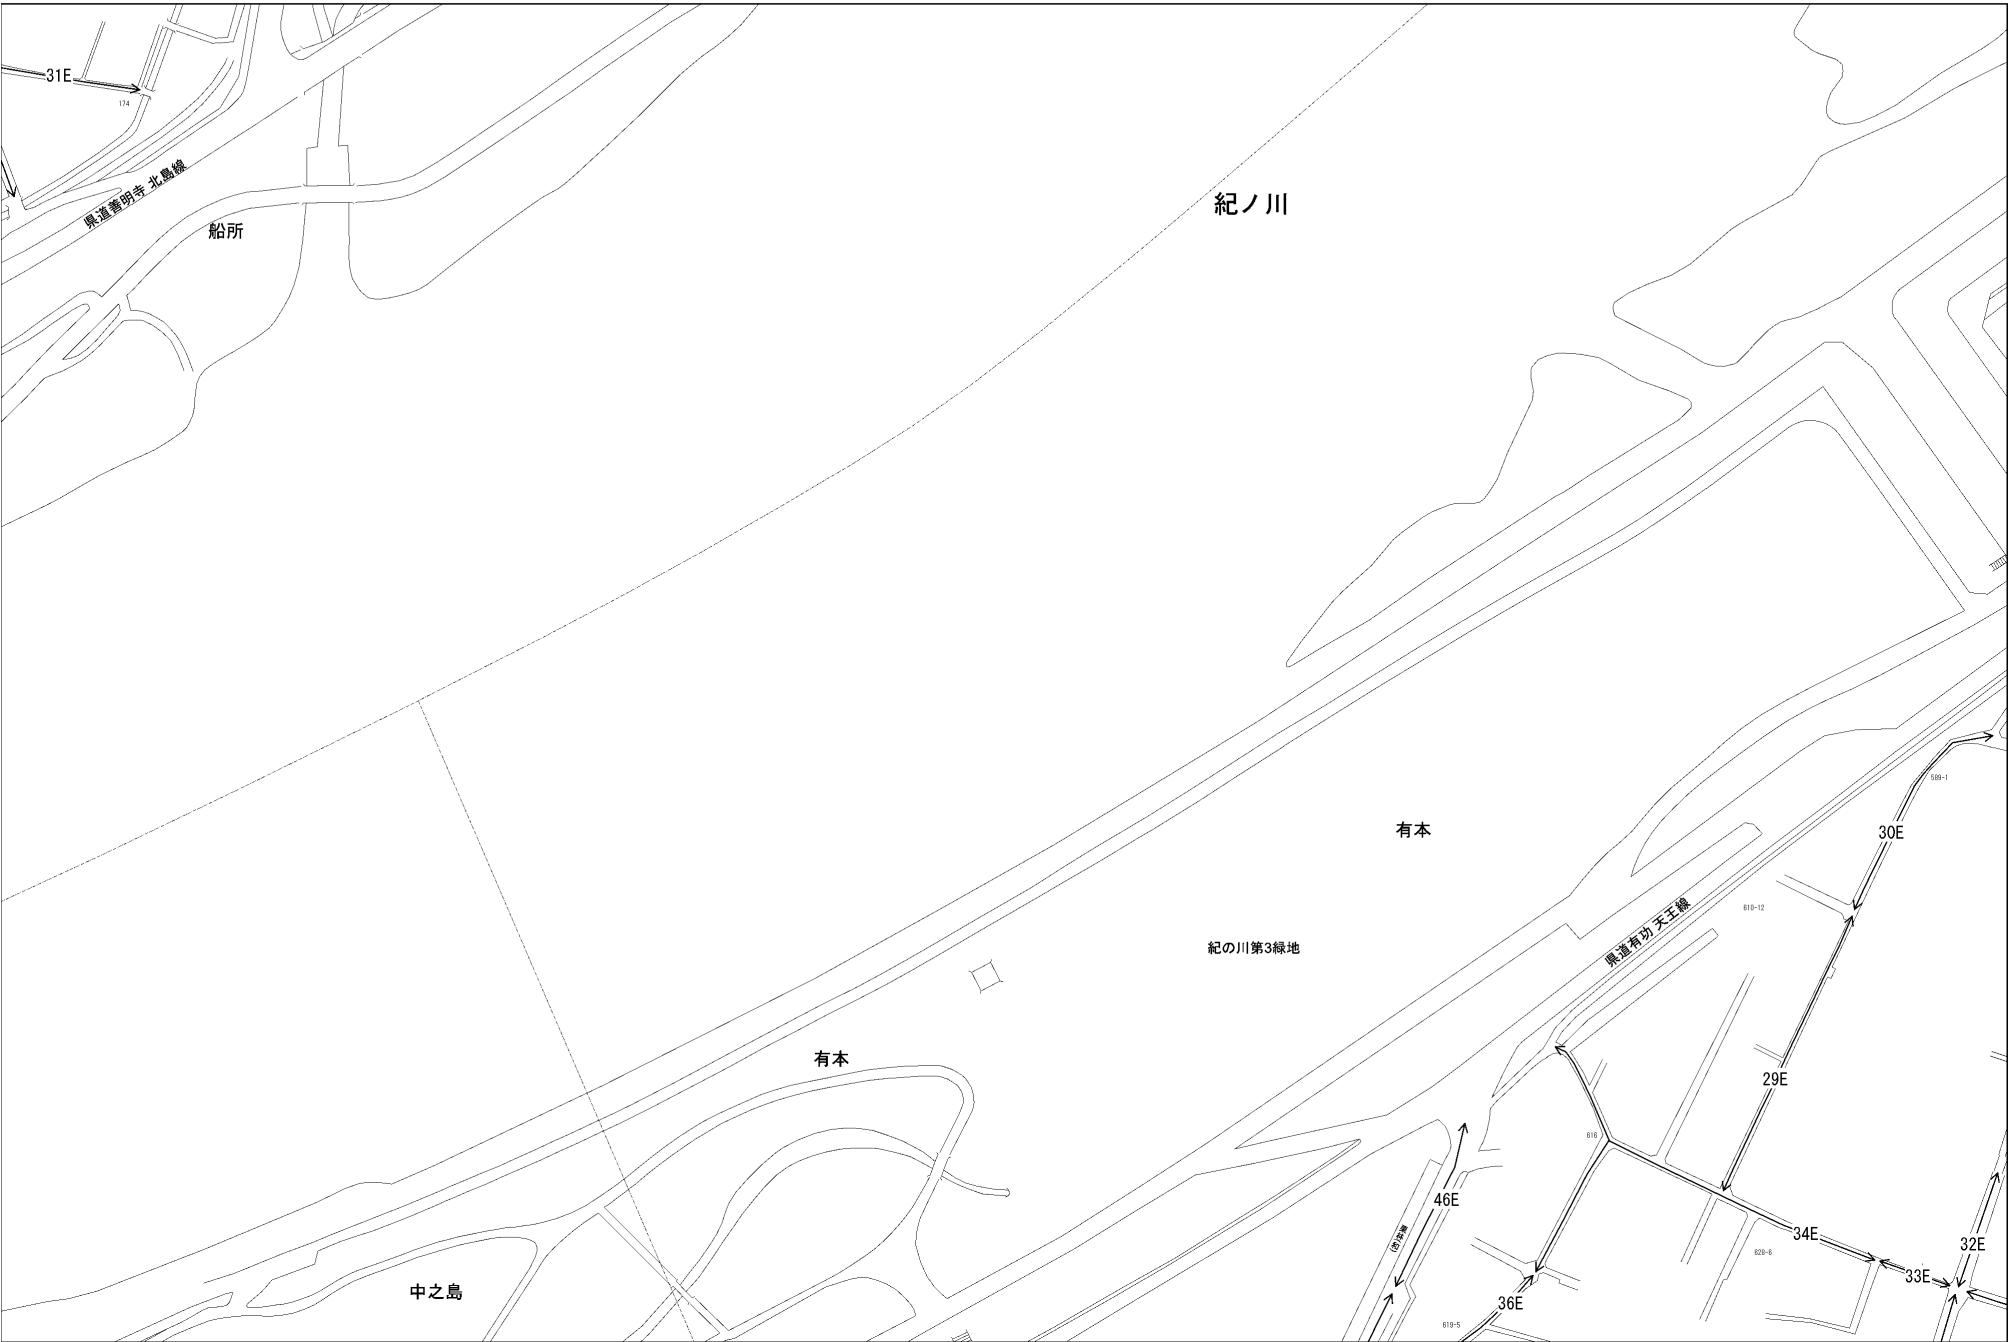 31E
174
県道善明寺 北島線
船所
紀ノ川
589-1
有本
30E
610-12
県道有功 天王線
紀の川第3緑地
有本
29E
616
46E
34E
32E
628-6
33E
中之島
36E
619-5